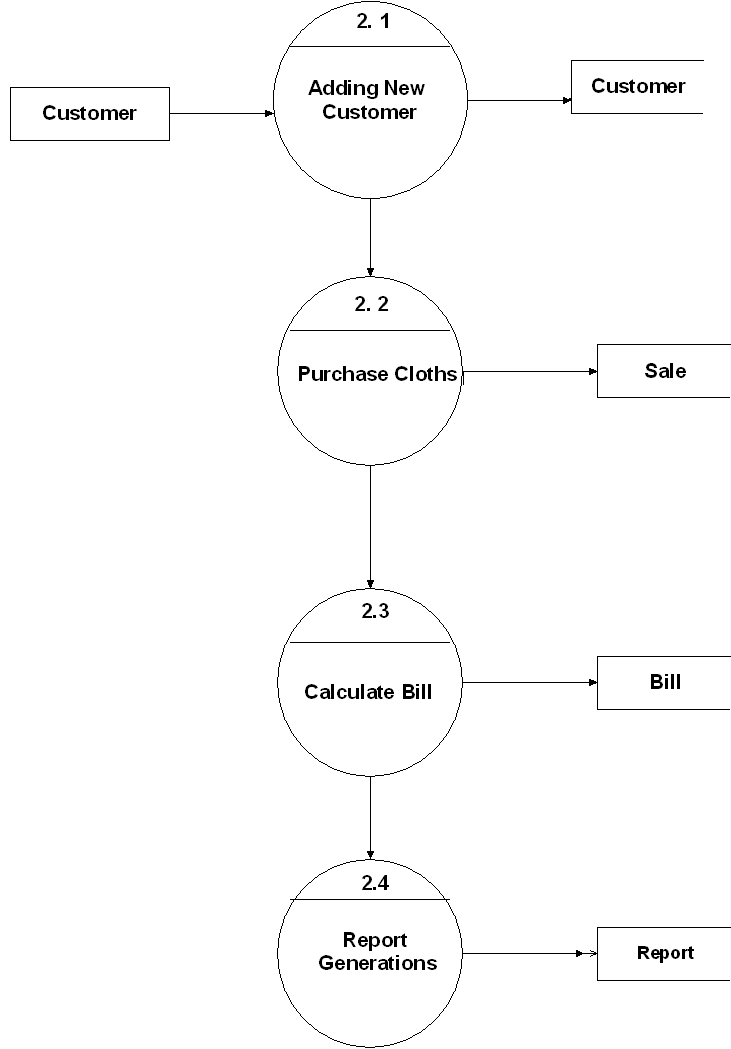 2. 1
Adding New
Customer
Customer
Customer
2. 2
Purchase Cloths
Sale
2.3
Calculate Bill
Bill
2.4
Report
Generations
Report